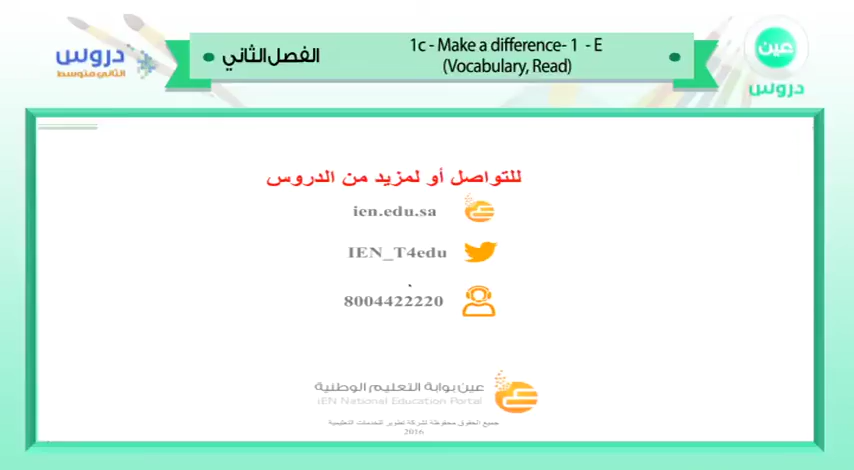 دروس
الثاني متوسط
الفصل الثاني
1c - Make a difference- 1 - E
(Vocabulary, Read)
عين
دروس
للتواصل أو لمزيد من الدروس
ien.edu.sa
IEN_T4edu
8004422220
عين بوابة التعليم الوطنية
iEN National Education Portal
جميع الحقوق محفوظة لشركة تطوير للخدمات التعليمية
2016